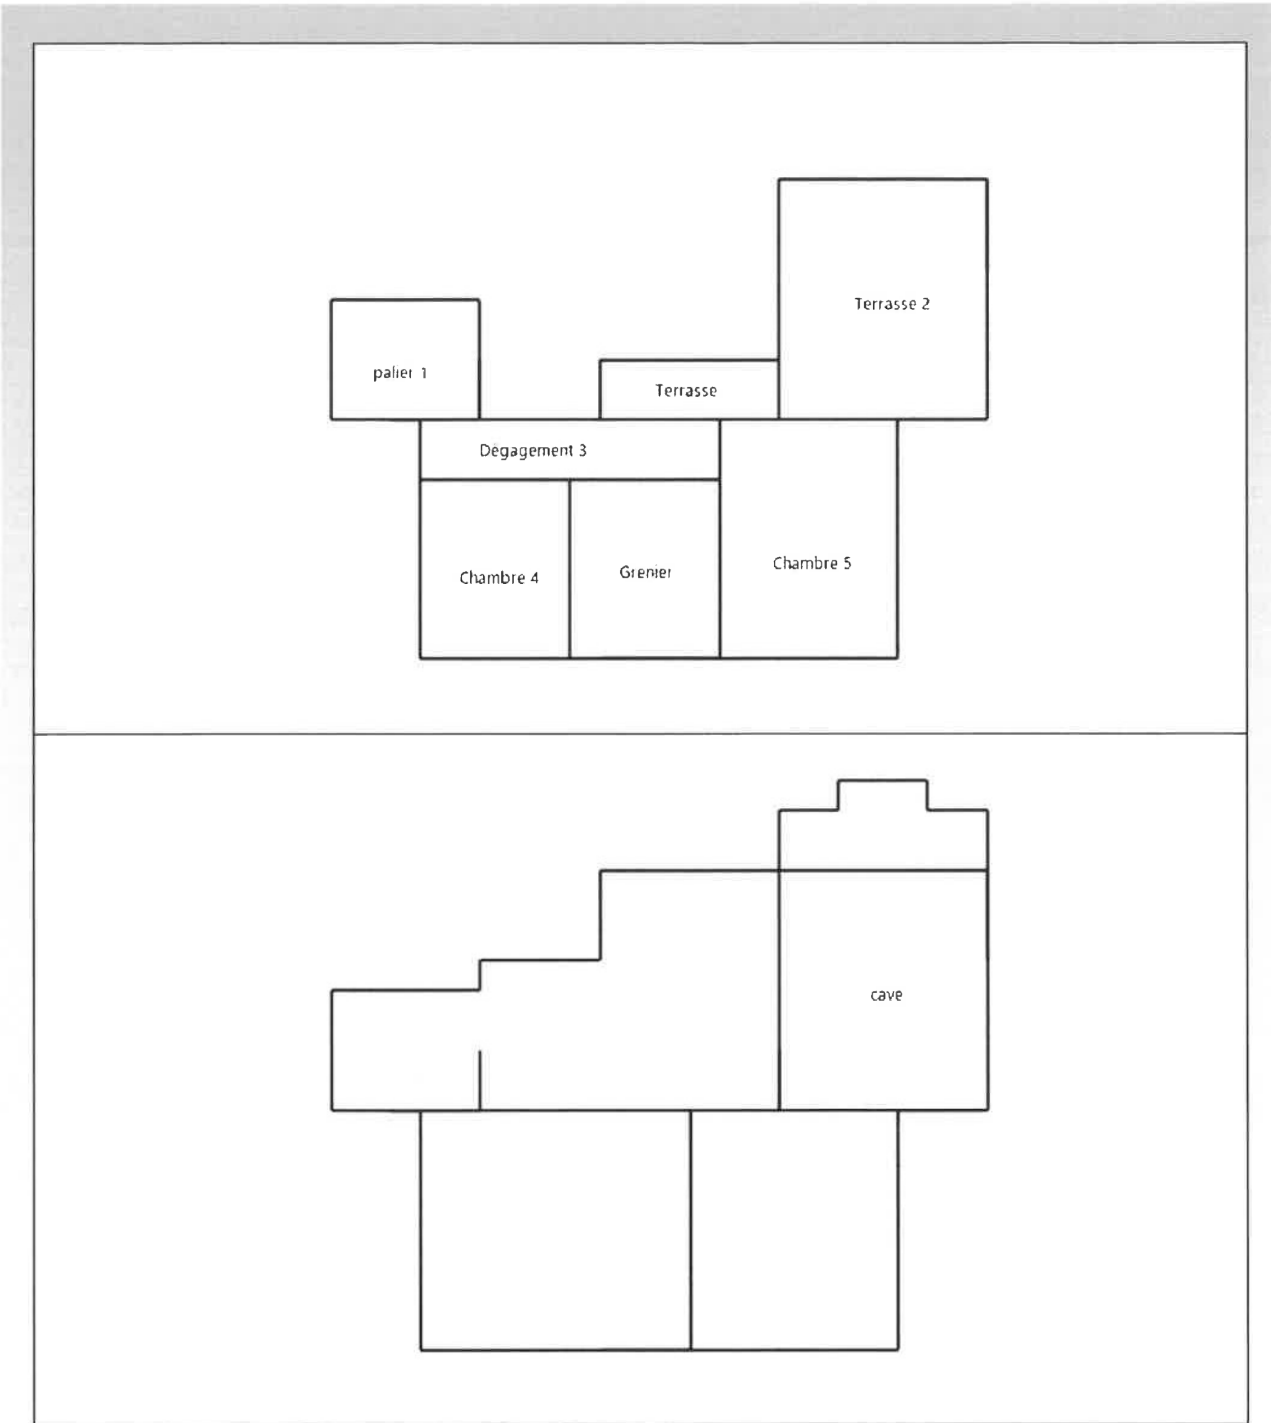 Terrasse 2
palier 1
Terrasse
Dégagement 3
Chambre 5
Grenier
Chambre 4
cave